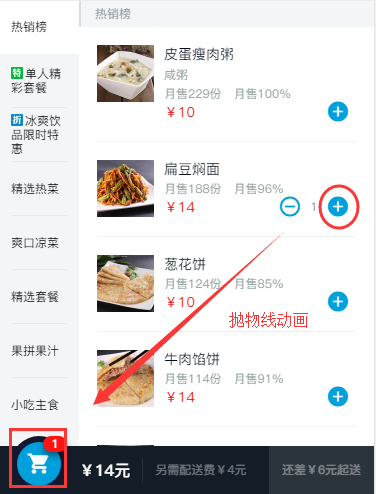 热销榜
特 单人精
彩套餐
折 冰爽饮
品限时特
惠
精选热菜
爽口凉菜
精选套餐
果拼果汁
小吃主食
热销榜
皮蛋瘦肉粥
咸粥
月售229份 月售100%
￥10
扁豆焖面
月售188份 月售96%
￥14
1
葱花饼
月售124份 月售85%
￥10
抛物线动画
牛肉馅饼
月售114份 月售91%
￥14
1
￥14元
另需配送费￥4元
还差￥6元起送